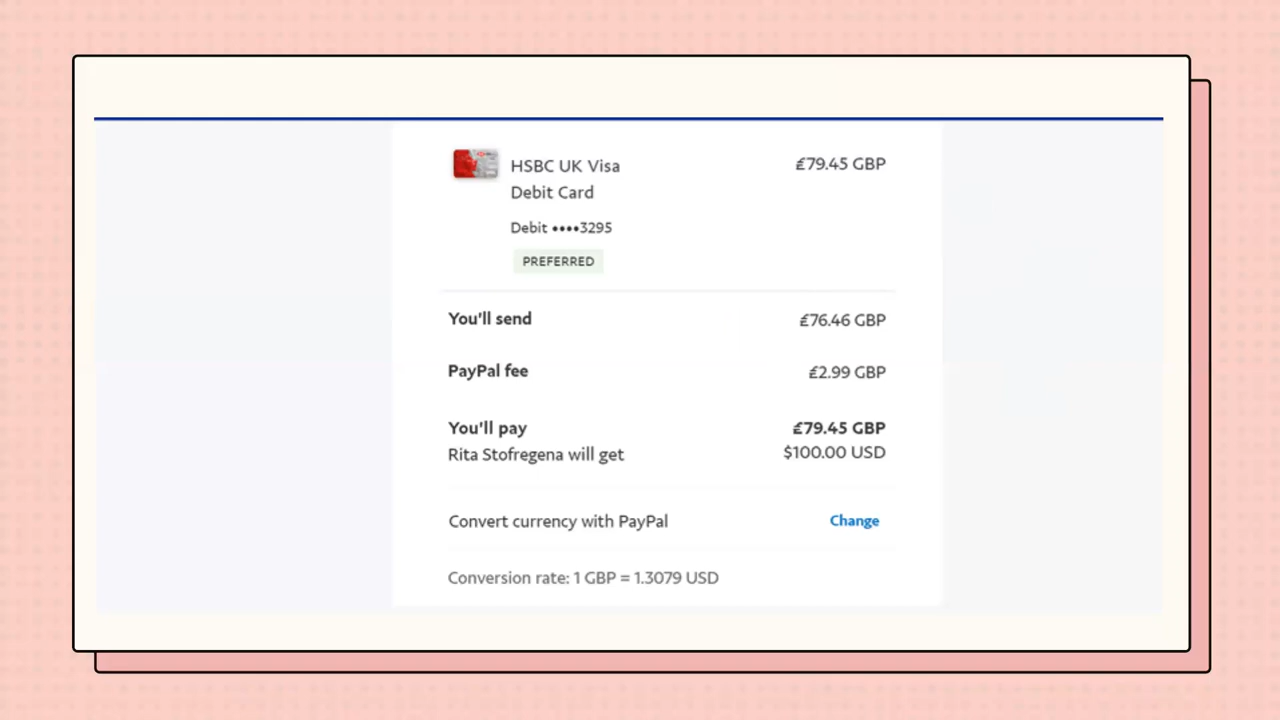 HSBC UK Visa £79.45 GBP
Debit Card
Debit ••••3295
PREFERRED
You'll send £76.46 GBP
PayPal fee £2.99 GBP
You'll pay £79.45 GBP
Rita Stofregena will get $100.00 USD
Convert currency with PayPal Change
Conversion rate: 1 GBP = 1.3079 USD